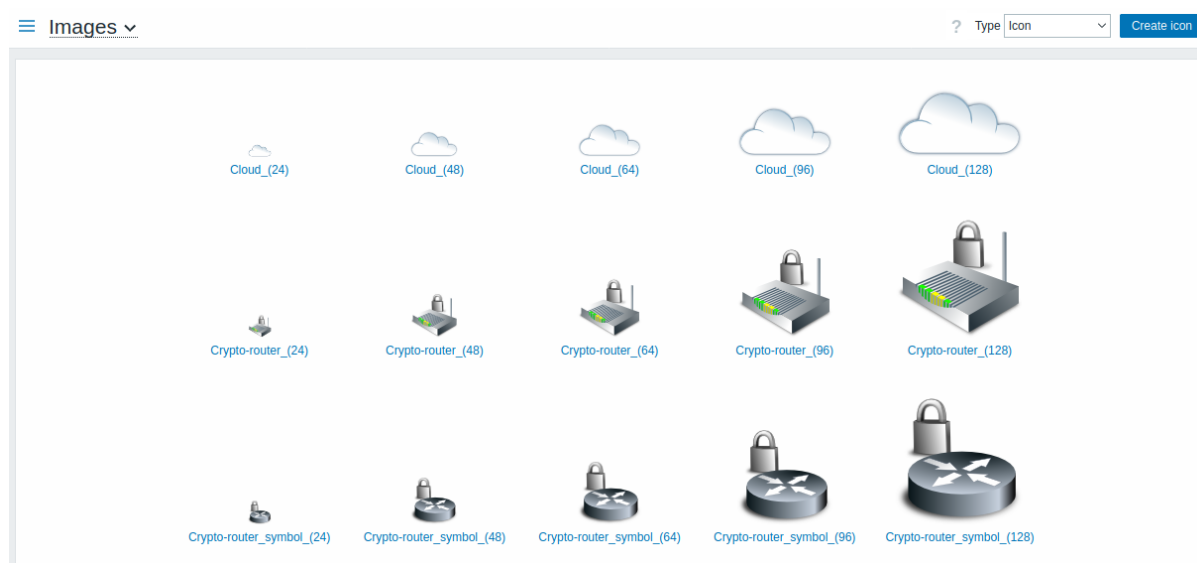 Images
? Type Icon Create icon
Cloud_(24) Cloud_(48) Cloud_(64) Cloud_(96) Cloud_(128)
Crypto-router_(24) Crypto-router_(48) Crypto-router_(64) Crypto-router_(96) Crypto-router_(128)
Crypto-router_symbol_(24) Crypto-router_symbol_(48) Crypto-router_symbol_(64) Crypto-router_symbol_(96) Crypto-router_symbol_(128)